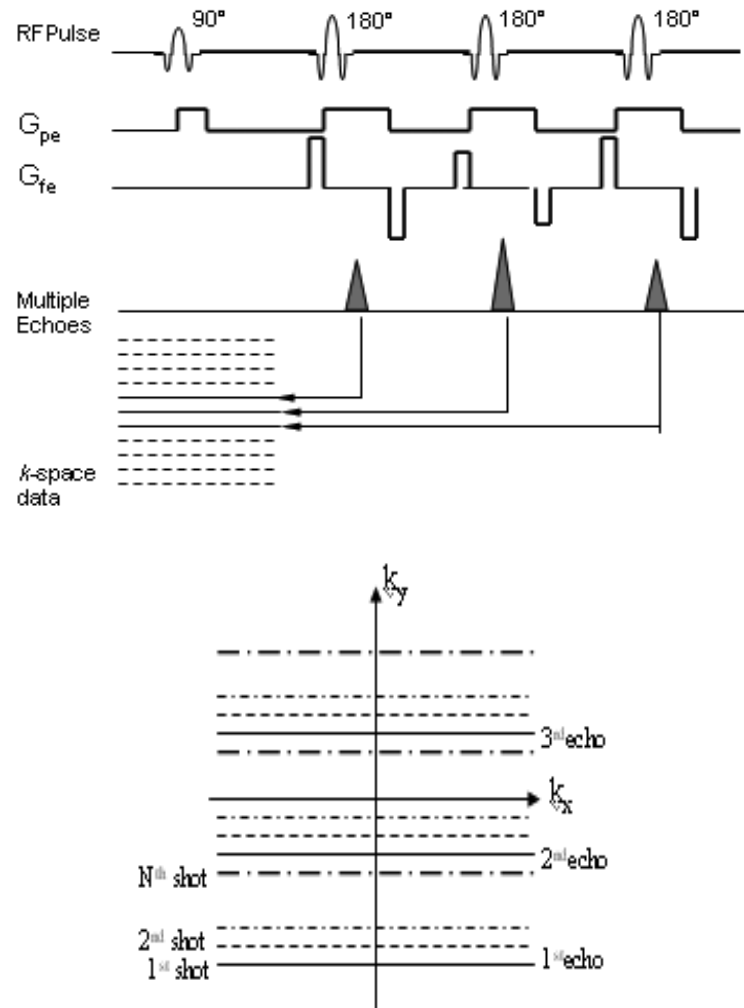 RF Pulse 90° 180° 180° 180°
Gpe
Gfe
Multiple
Echoes
k-space
data
ky
3rd echo
kx
2nd echo
Nth shot
2nd shot
1st shot
1st echo